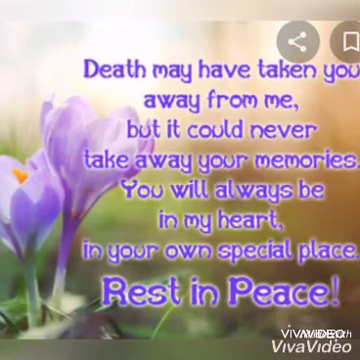 Death may have taken you
away from me,
but it could never
take away your memories.
You will always be
in my heart,
in your own special place.
Rest in Peace!
VivaVideo